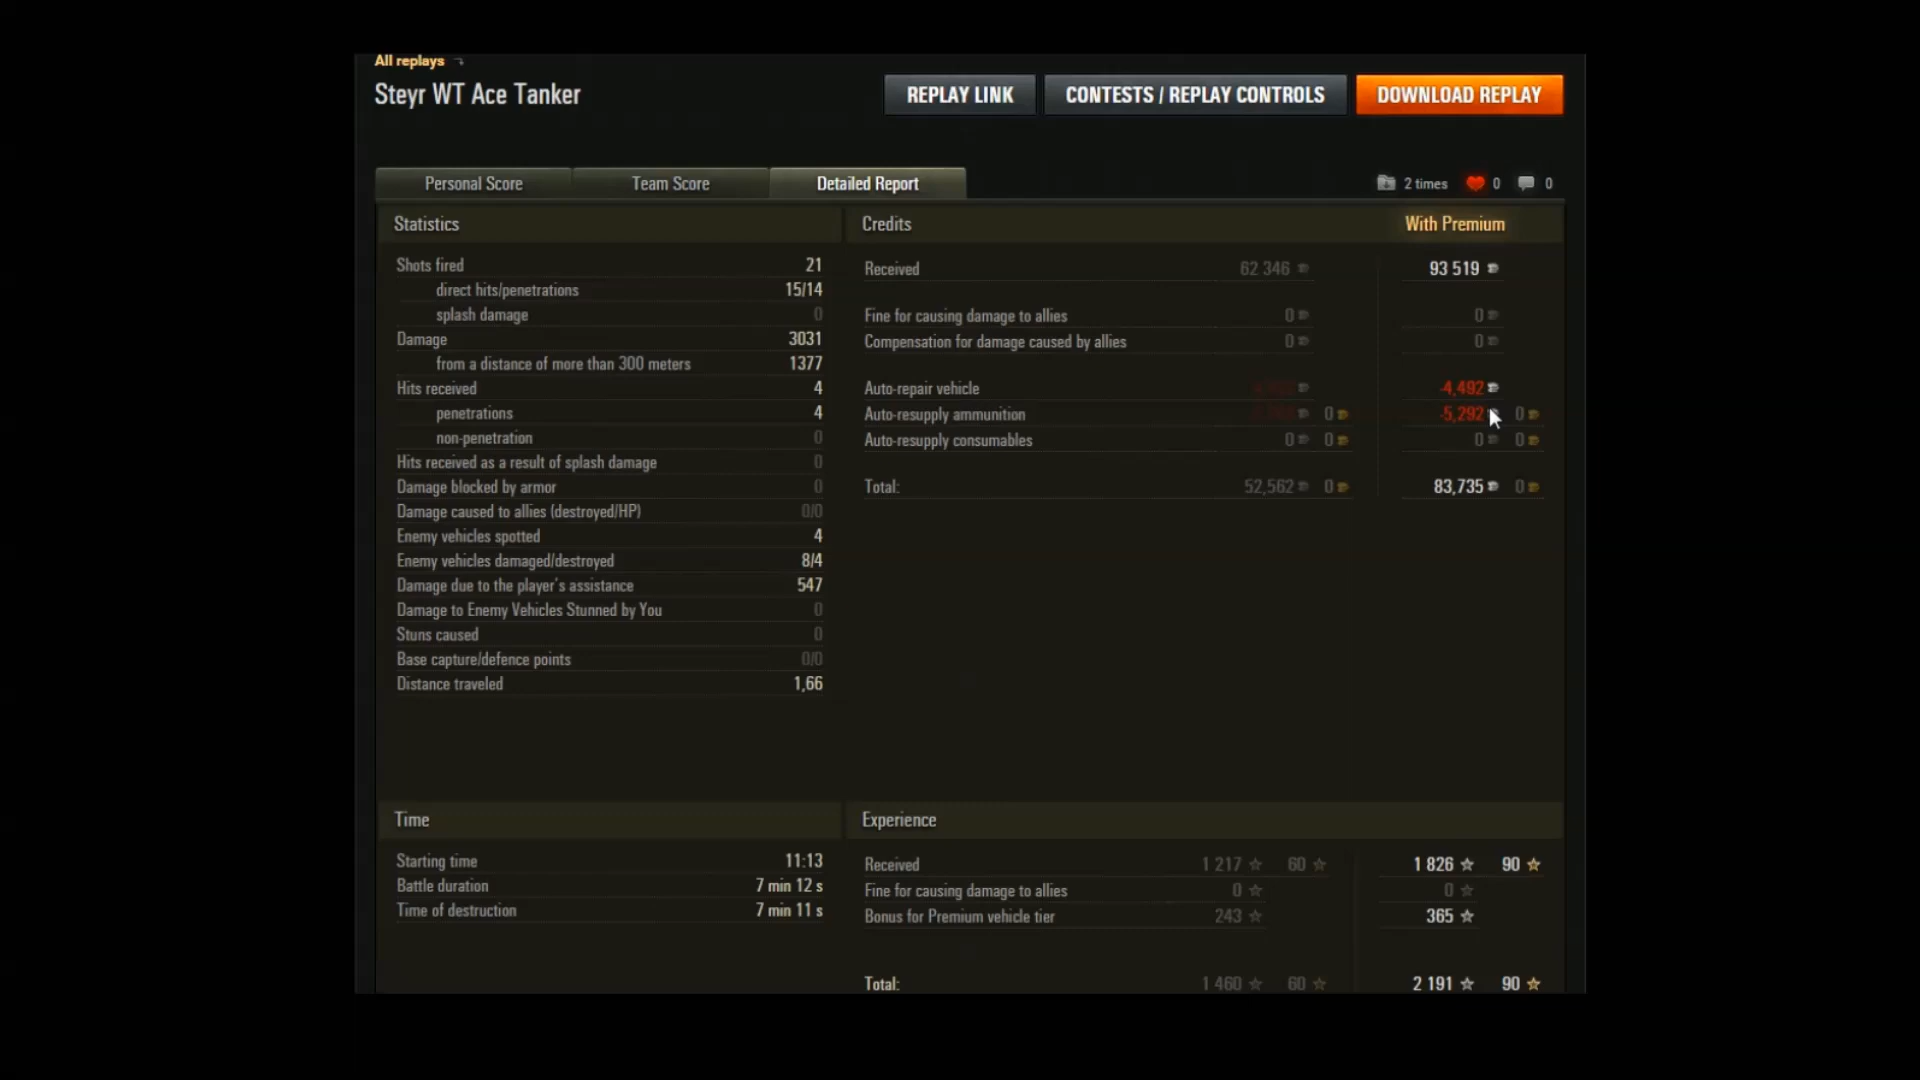 All replays
Steyr WT Ace Tanker
REPLAY LINK
CONTESTS / REPLAY CONTROLS
DOWNLOAD REPLAY
Personal Score
Team Score
Detailed Report
2 times 0 0
Statistics
Shots fired 21
direct hits/penetrations 15/14
splash damage 0
Damage 3031
from a distance of more than 300 meters 1377
Hits received 4
penetrations 4
non-penetration 0
Hits received as a result of splash damage 0
Damage blocked by armor 0
Damage caused to allies (destroyed/HP) 0/0
Enemy vehicles spotted 4
Enemy vehicles damaged/destroyed 8/4
Damage due to the player's assistance 547
Damage to Enemy Vehicles Stunned by You 0
Stuns caused 0
Base capture/defence points 0/0
Distance traveled 1,66
Credits With Premium
Received 62 346 93 519
Fine for causing damage to allies 0 0
Compensation for damage caused by allies 0 0
Auto-repair vehicle -4,492
Auto-resupply ammunition 0 -5,292 0
Auto-resupply consumables 0 0 0 0
Total: 52,562 0 83,735 0
Time
Starting time 11:13
Battle duration 7 min 12 s
Time of destruction 7 min 11 s
Experience
Received 1 217 60 1 826 90
Fine for causing damage to allies 0 0
Bonus for Premium vehicle tier 243 365
Total: 1 460 60 2 191 90